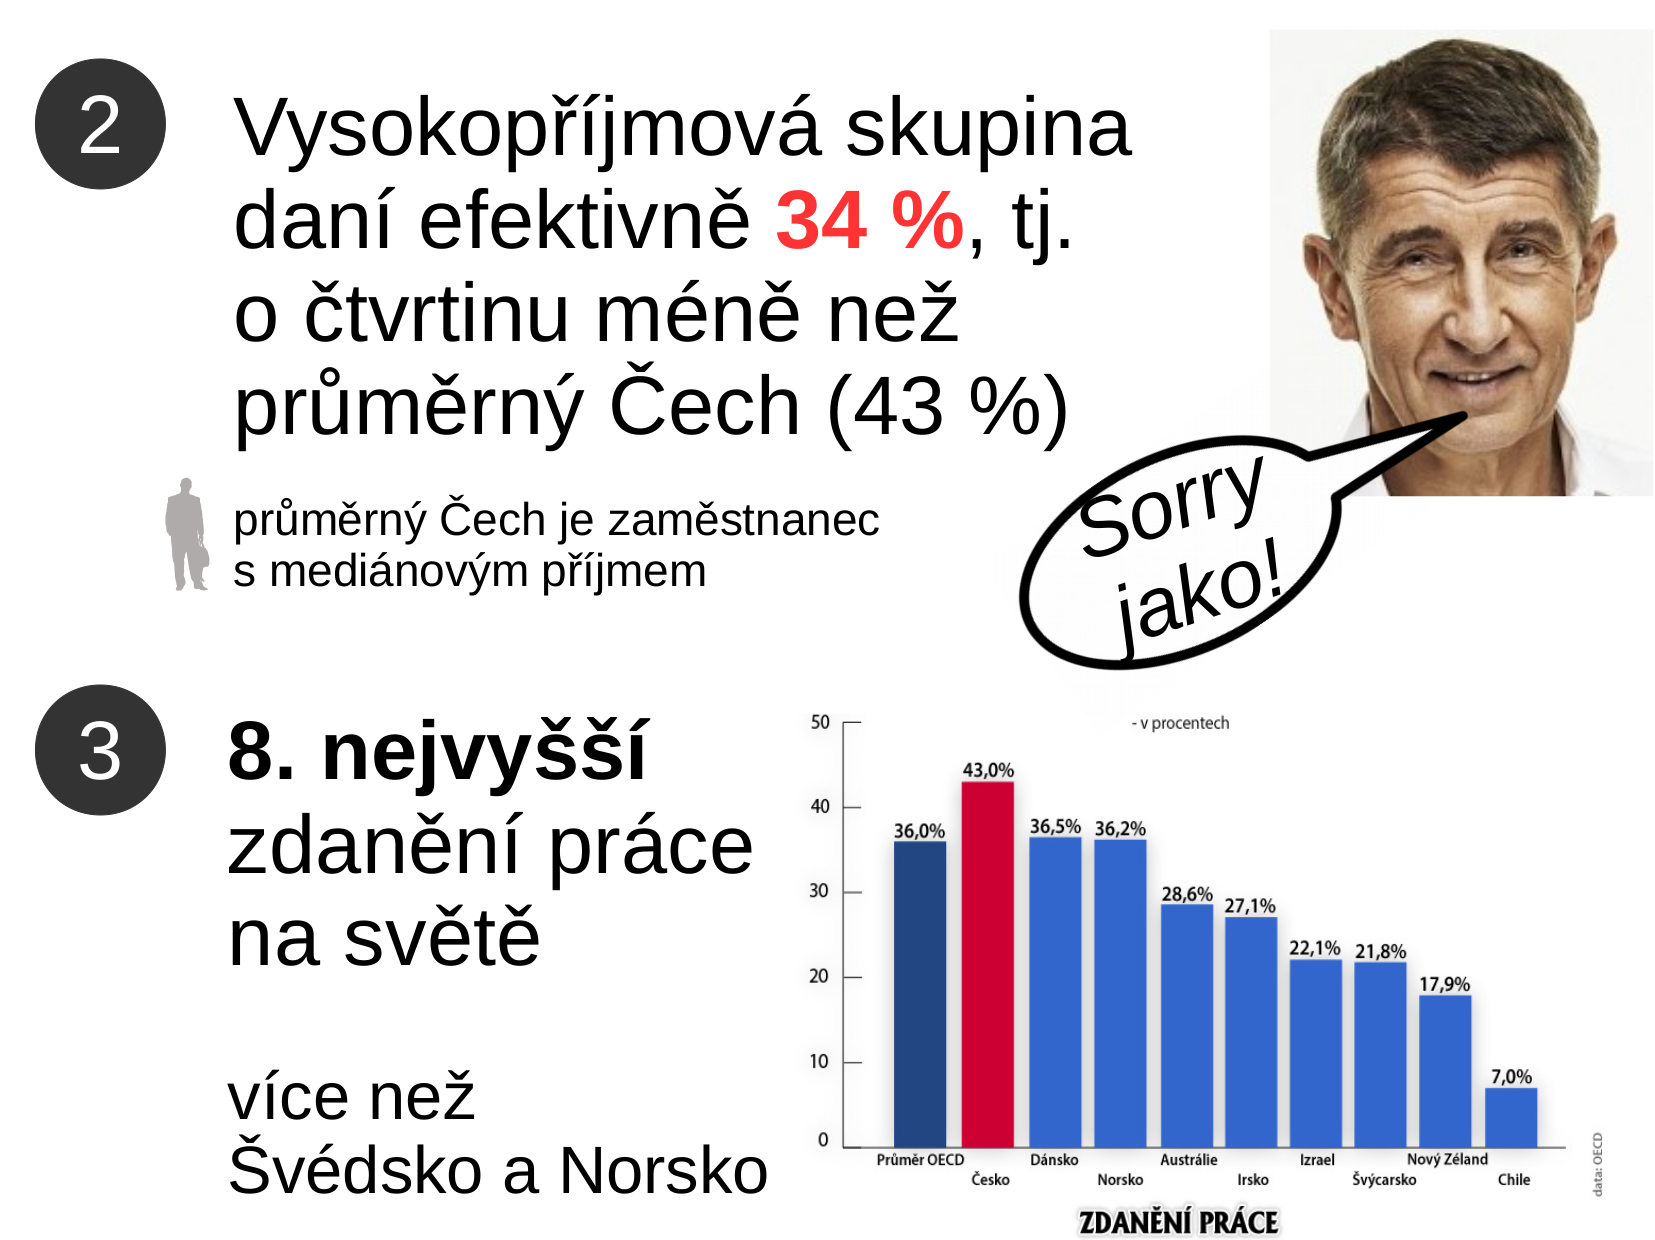 2
Vysokopříjmová skupina
daní efektivně 34 %, tj.
o čtvrtinu méně než
průměrný Čech (43 %)
průměrný Čech je zaměstnanec
s mediánovým příjmem
Sorry
jako!
3
8. nejvyšší
zdanění práce
na světě
více než
Švédsko a Norsko
- v procentech
50
40
30
20
10
0
36,0%
43,0%
36,5%
36,2%
28,6%
27,1%
22,1%
21,8%
17,9%
7,0%
Průměr OECD
Česko
Dánsko
Norsko
Austrálie
Irsko
Izrael
Švýcarsko
Nový Zéland
Chile
data: OECD
ZDANĚNÍ PRÁCE